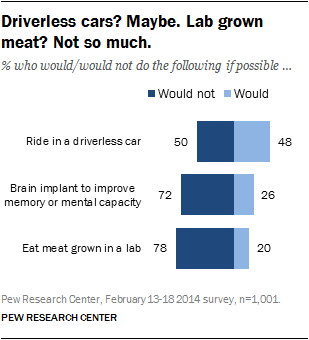 Driverless cars? Maybe. Lab grown
meat? Not so much.
% who would/would not do the following if possible ...
Would not Would
Ride in a driverless car 50 48
Brain implant to improve
memory or mental capacity 72 26
Eat meat grown in a lab 78 20
Pew Research Center, February 13-18 2014 survey, n=1,001.
PEW RESEARCH CENTER